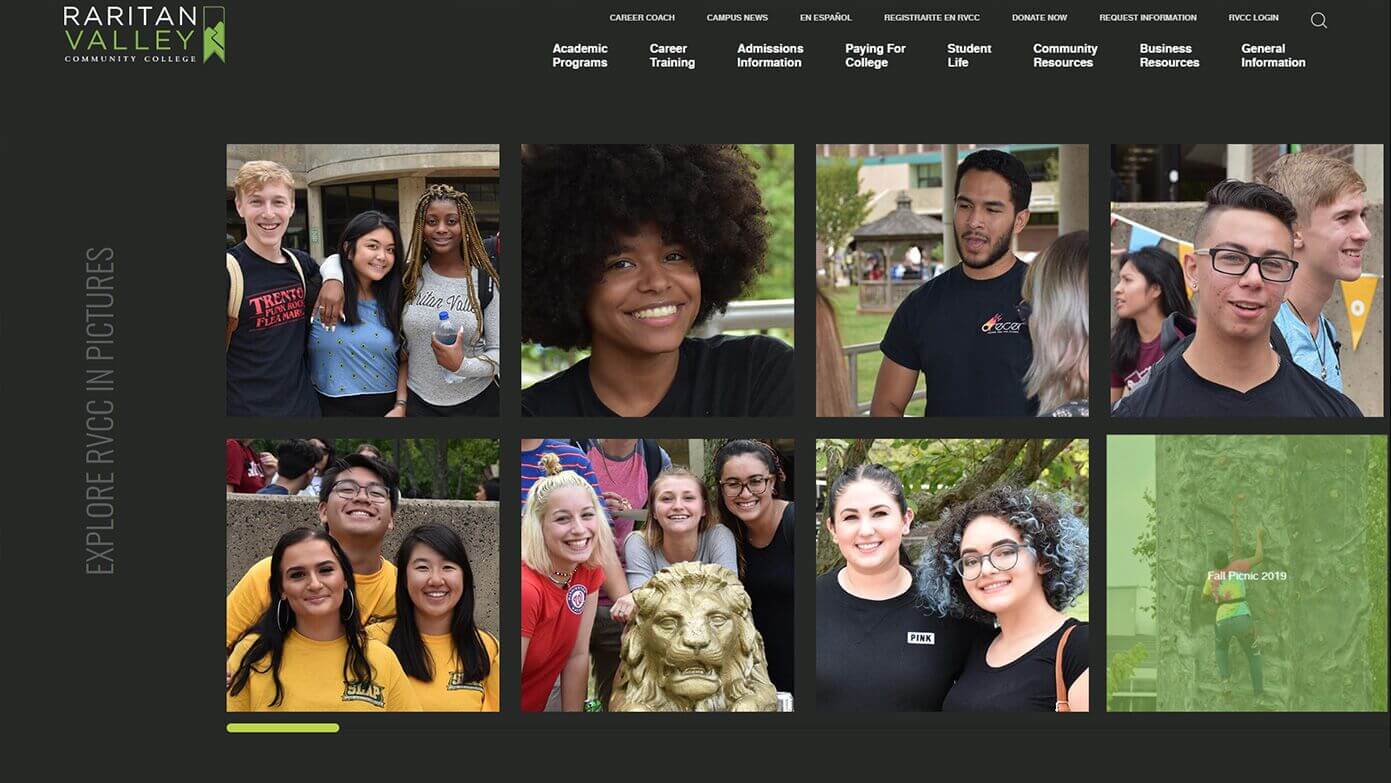 RARITAN
VALLEY
COMMUNITY COLLEGE
CAREER COACH CAMPUS NEWS EN ESPAÑOL REGISTRARTE EN RVCC DONATE NOW REQUEST INFORMATION RVCC LOGIN
Academic Programs
Career Training
Admissions Information
Paying For College
Student Life
Community Resources
Business Resources
General Information
EXPLORE RVCC IN PICTURES
TRENTON
PUNK ROCK
FLEA MARKET
Raritan Valley
PINK
Fall Picnic 2019